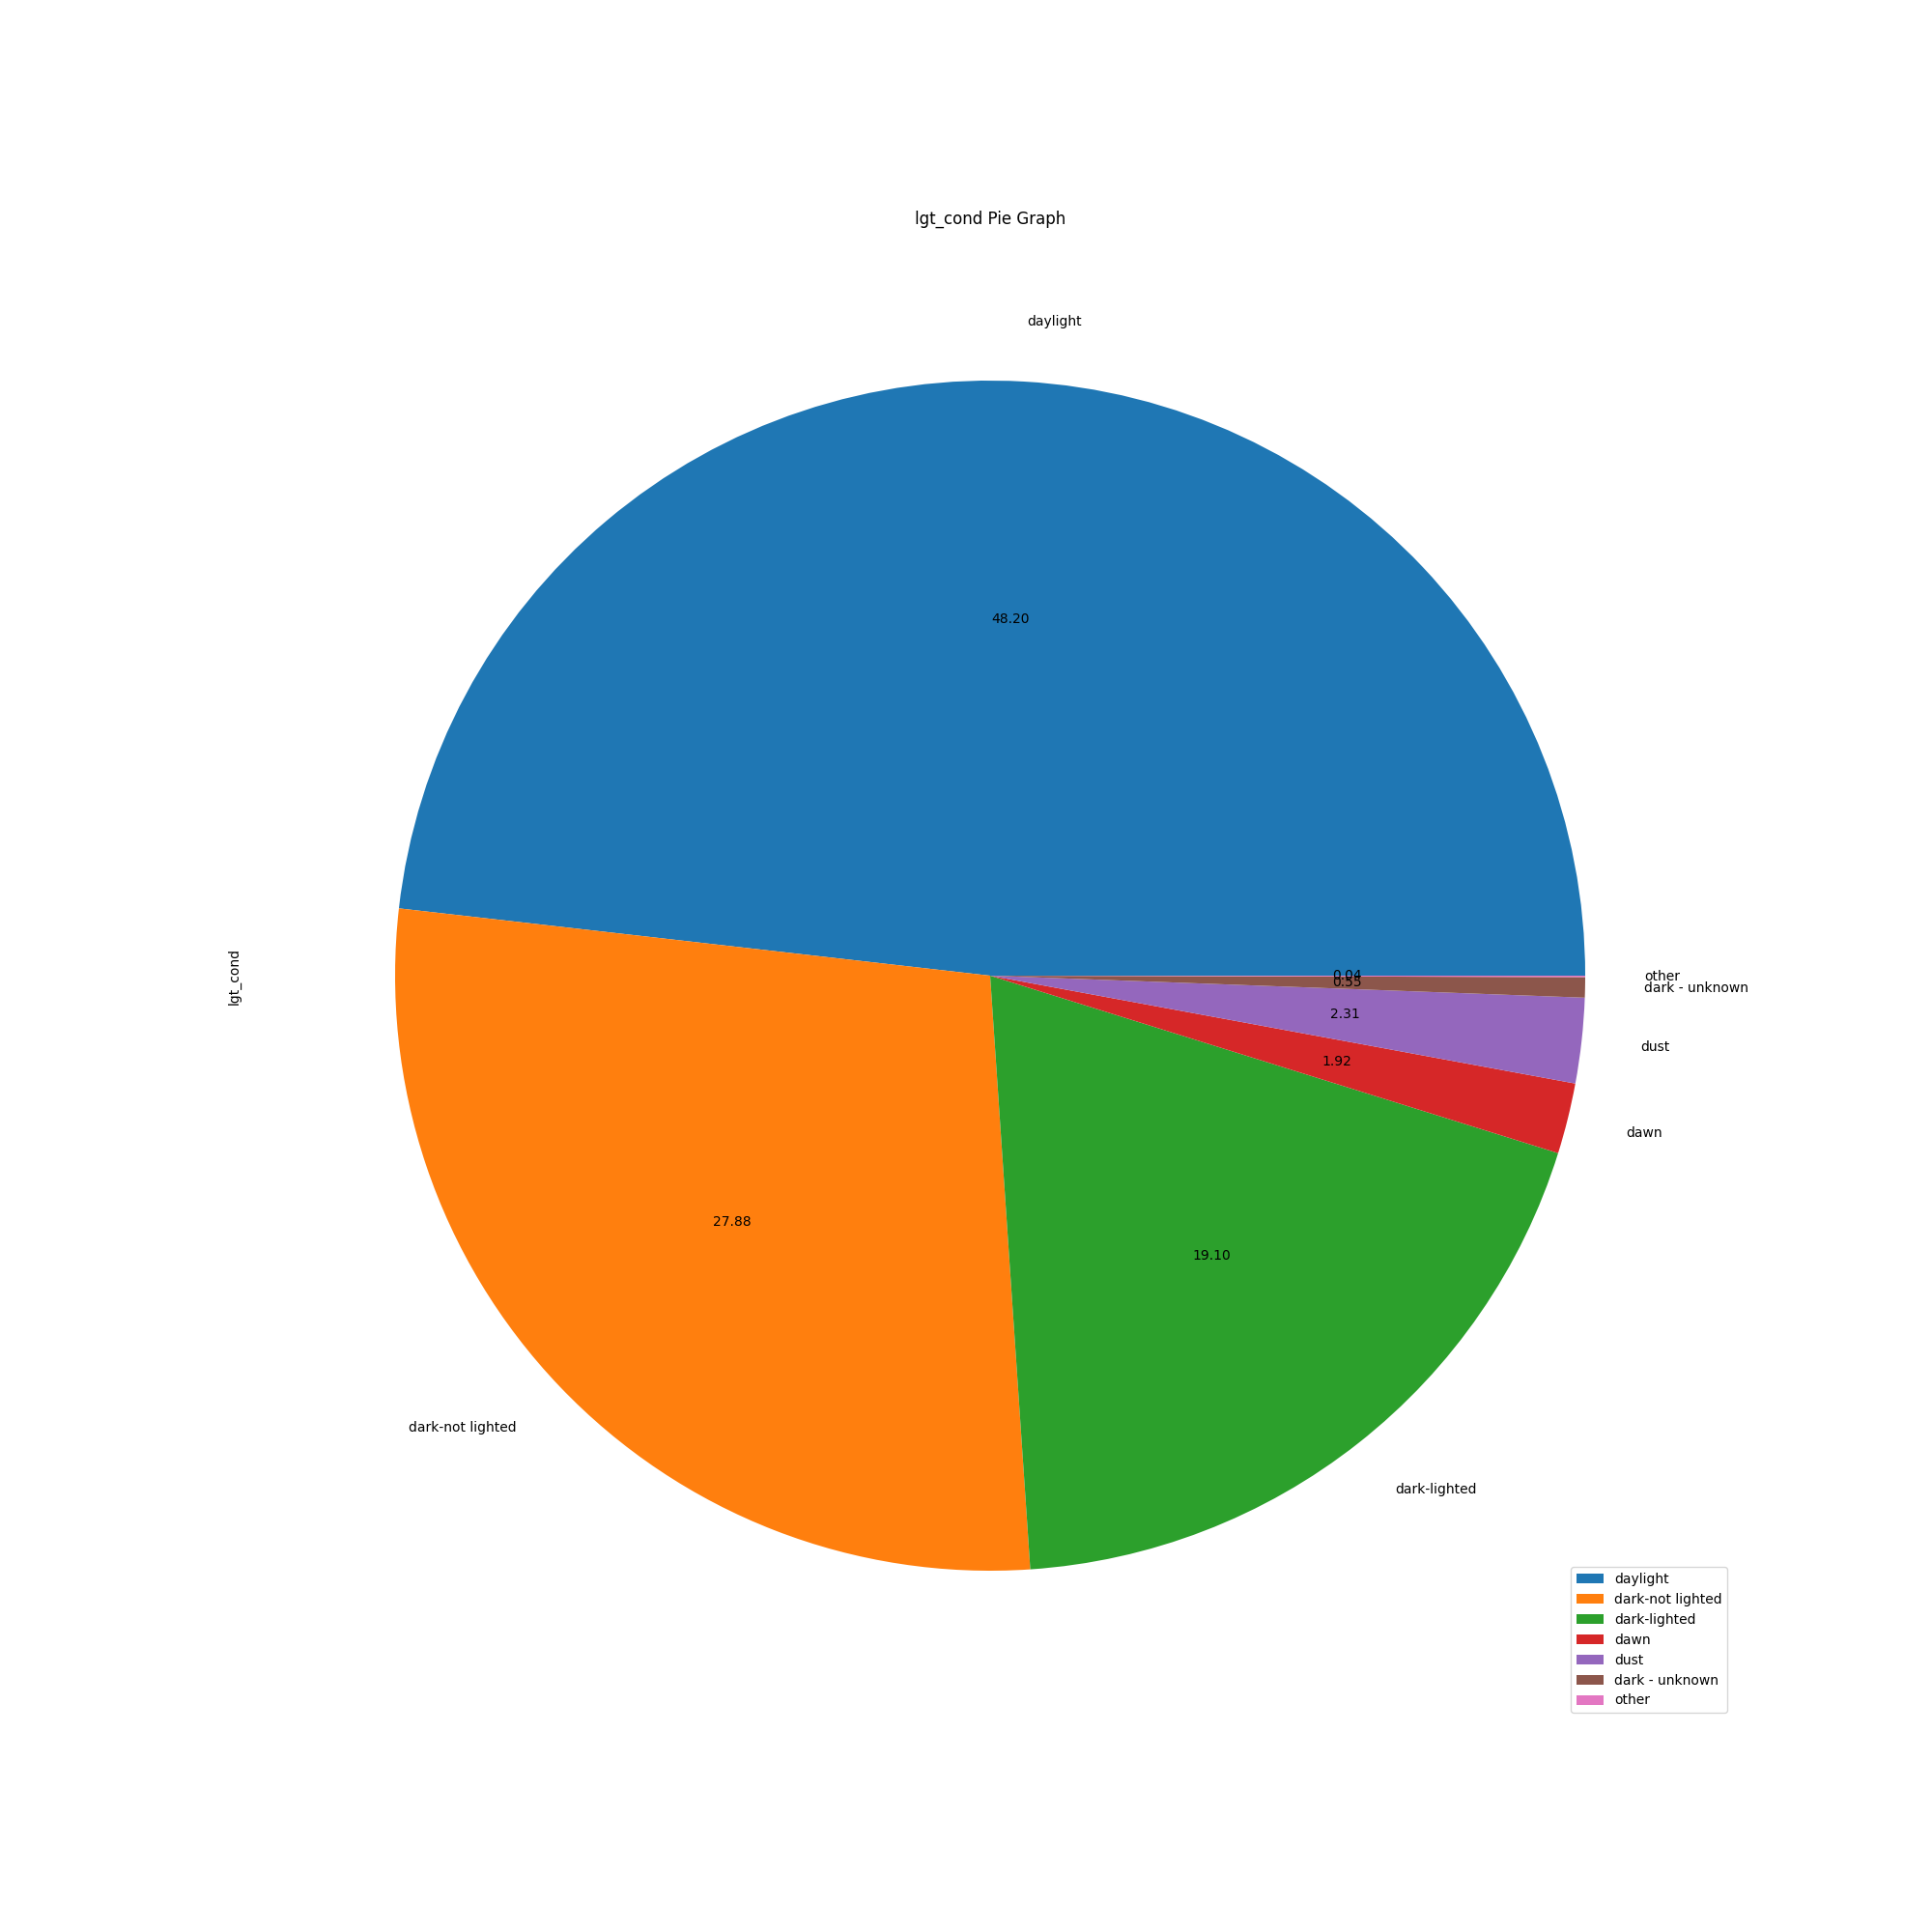 lgt_cond Pie Graph
daylight
48.20
lgt_cond
0.04
other
0.55
dark - unknown
2.31
dust
1.92
dawn
27.88
19.10
dark-not lighted
dark-lighted
daylight
dark-not lighted
dark-lighted
dawn
dust
dark - unknown
other